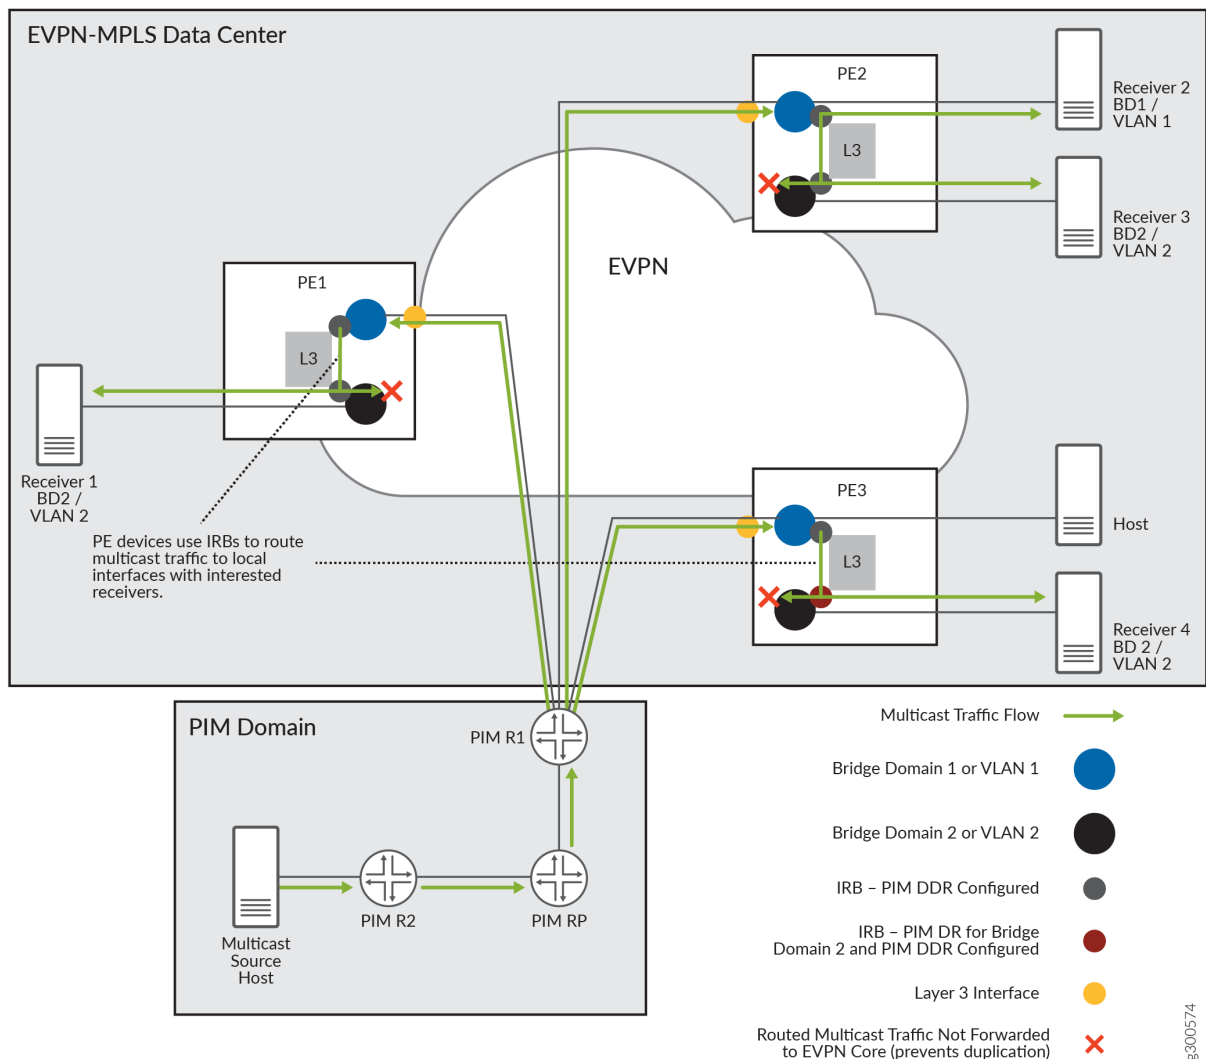 EVPN-MPLS Data Center
PE2
Receiver 2
BD1 /
VLAN 1
L3
Receiver 3
BD2 /
VLAN 2
EVPN
PE1
L3
Receiver 1
BD2 /
VLAN 2
PE devices use IRBs to route
multicast traffic to local
interfaces with interested
receivers.
PE3
Host
L3
Receiver 4
BD 2 /
VLAN 2
PIM Domain
PIM R1
Multicast
Source
Host
PIM R2
PIM RP
Multicast Traffic Flow
Bridge Domain 1 or VLAN 1
Bridge Domain 2 or VLAN 2
IRB – PIM DDR Configured
IRB – PIM DR for Bridge
Domain 2 and PIM DDR Configured
Layer 3 Interface
Routed Multicast Traffic Not Forwarded
to EVPN Core (prevents duplication)
g300574